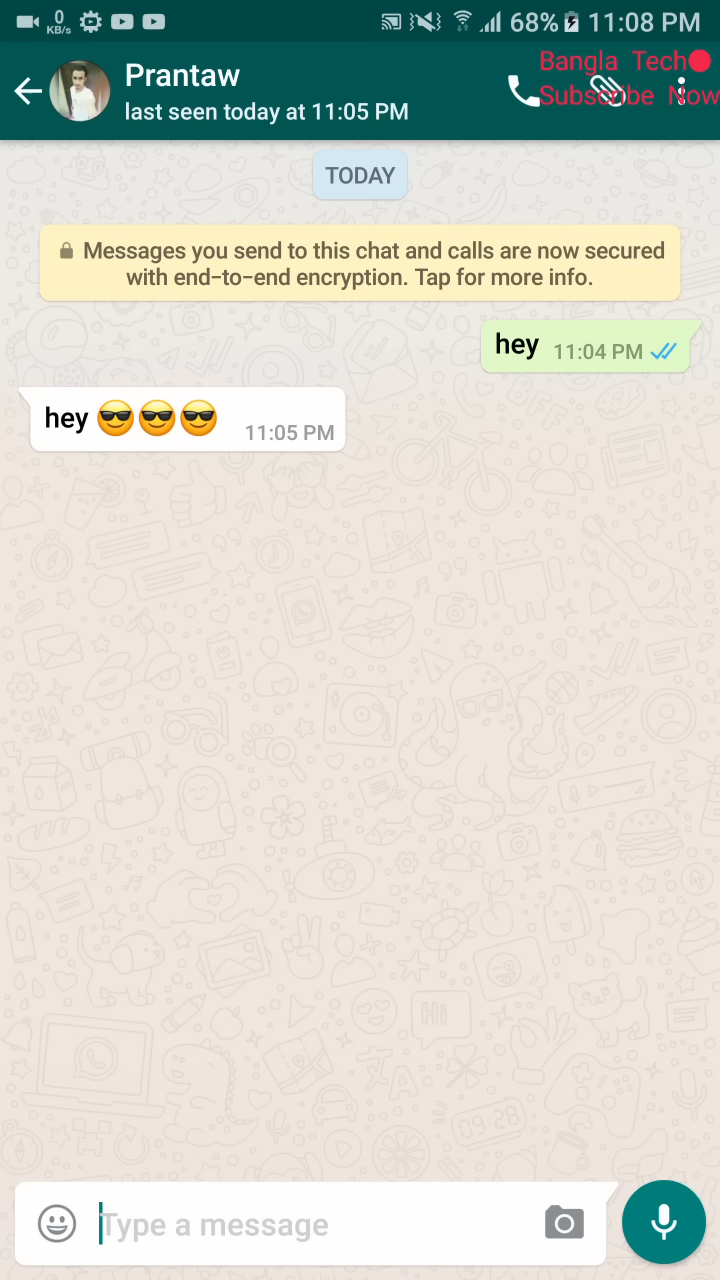 0
KB/s
68% 11:08 PM
Bangla Tech
Subscribe Now
Prantaw
last seen today at 11:05 PM
TODAY
Messages you send to this chat and calls are now secured
with end-to-end encryption. Tap for more info.
hey 11:04 PM
hey 😎😎😎 11:05 PM
Type a message